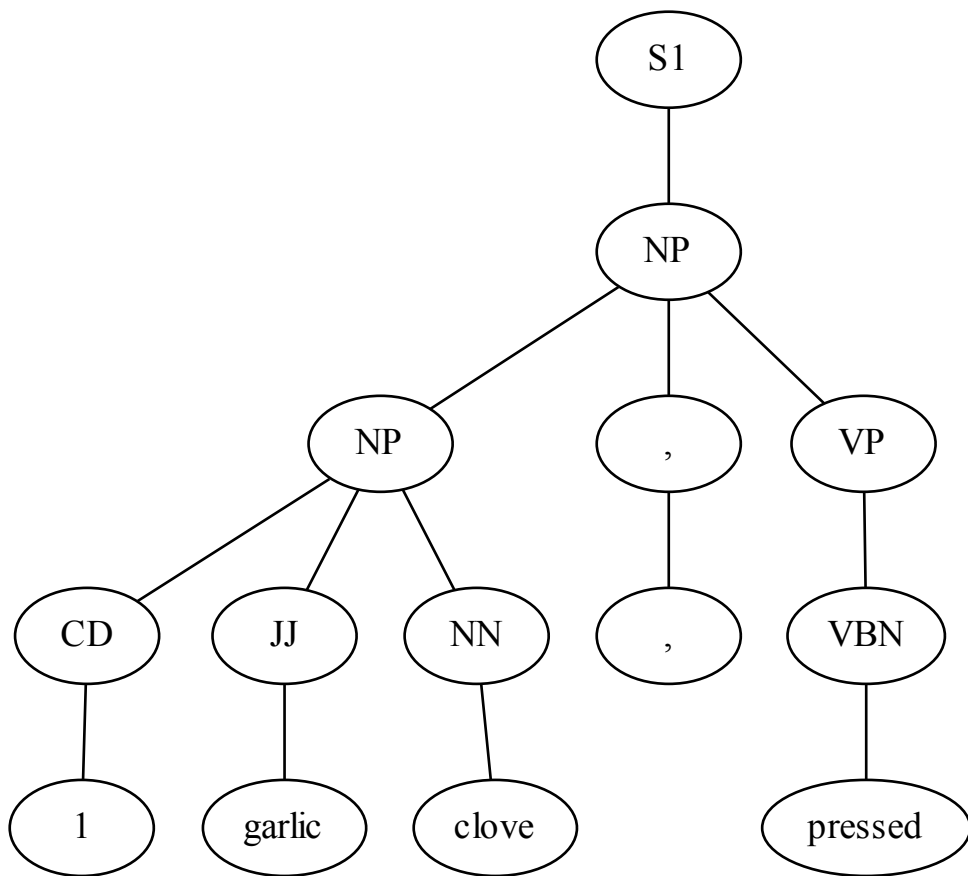 S1
NP
NP , VP
CD JJ NN , VBN
1 garlic clove pressed